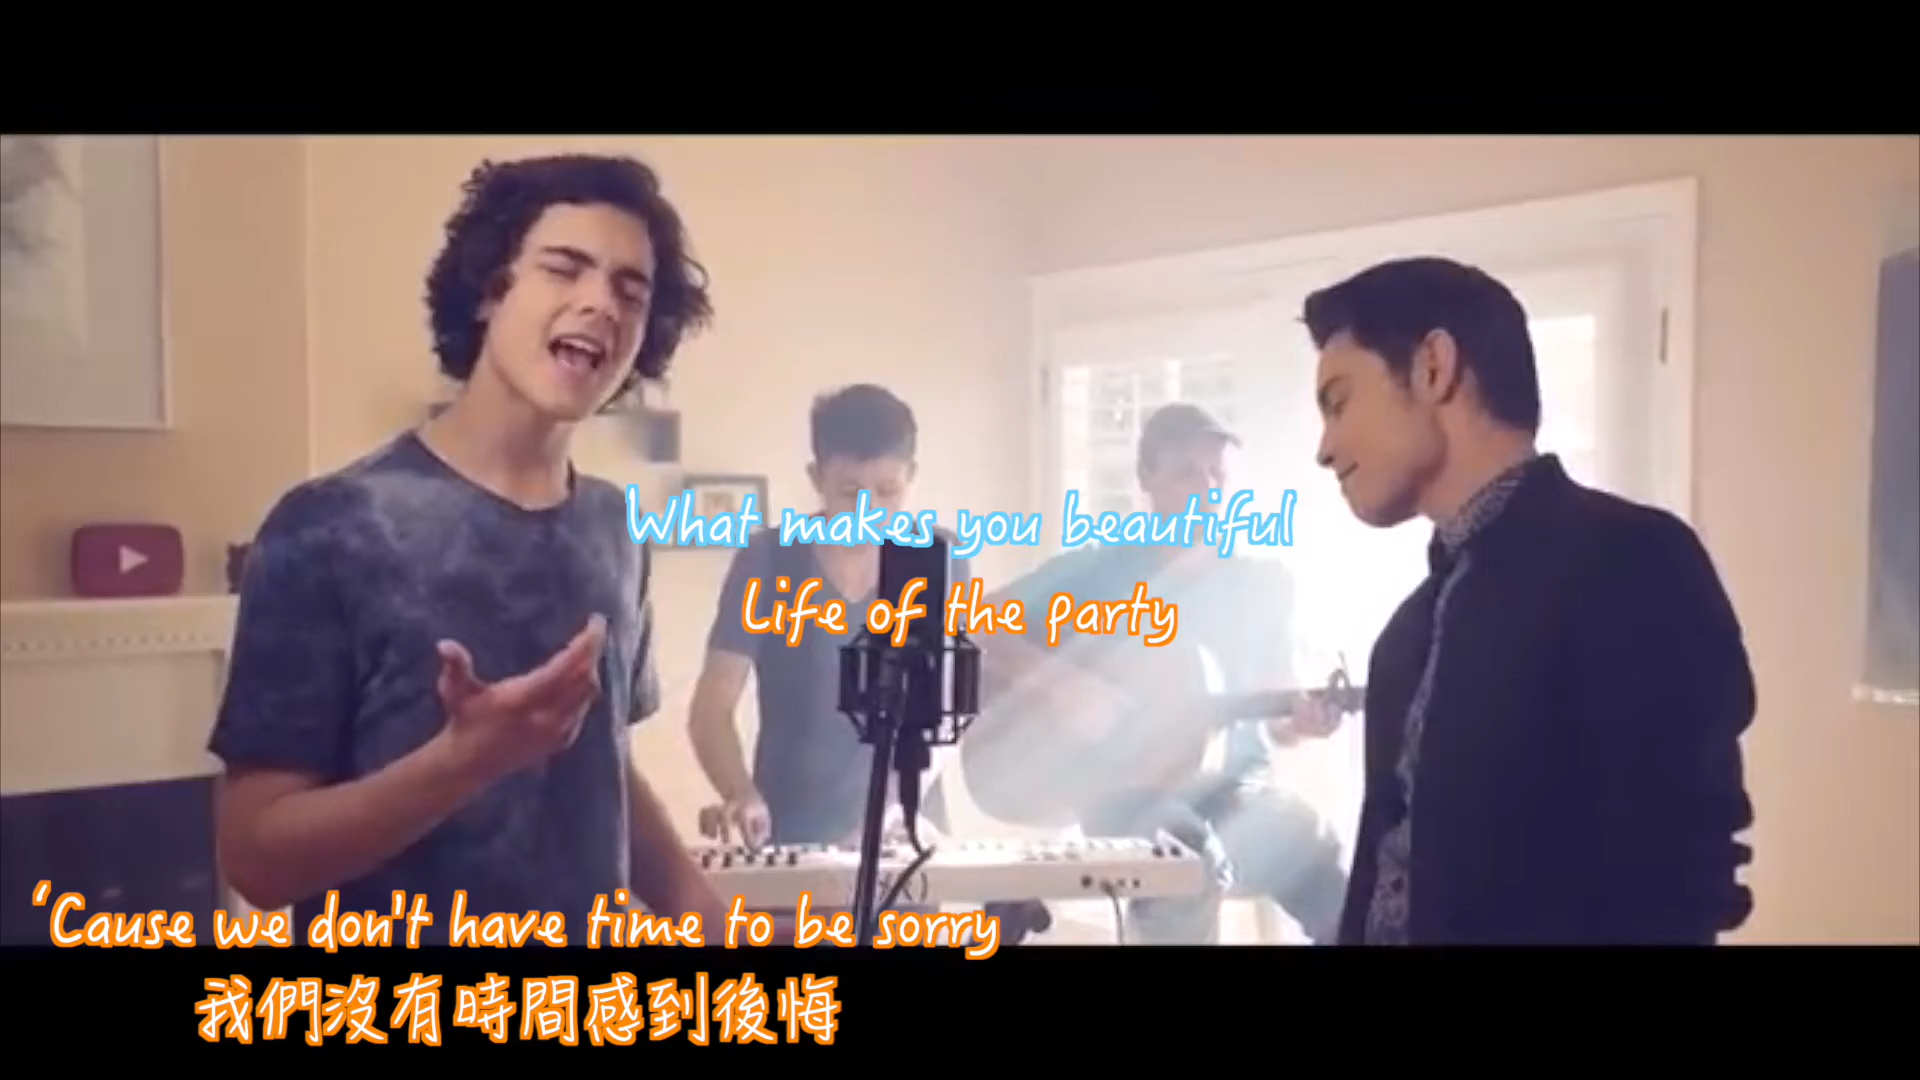 What makes you beautiful
Life of the party
‘Cause we don't have time to be sorry
我們沒有時間感到後悔